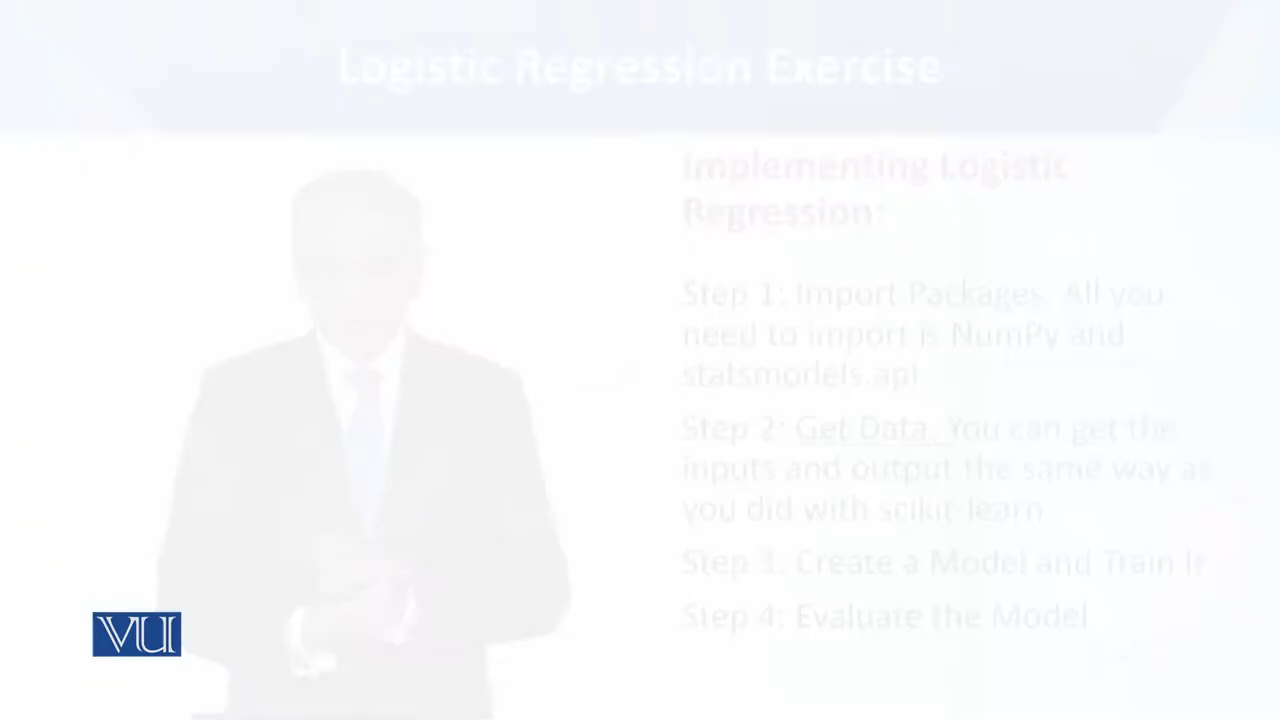 Logistic Regression Exercise
Implementing Logistic
Regression:
Step 1: Import Packages. All you
need to import is NumPy and
statsmodels.api
Step 2: Get Data. You can get the
inputs and output the same way as
you did with scikit-learn
Step 3: Create a Model and Train It
Step 4: Evaluate the Model
VU